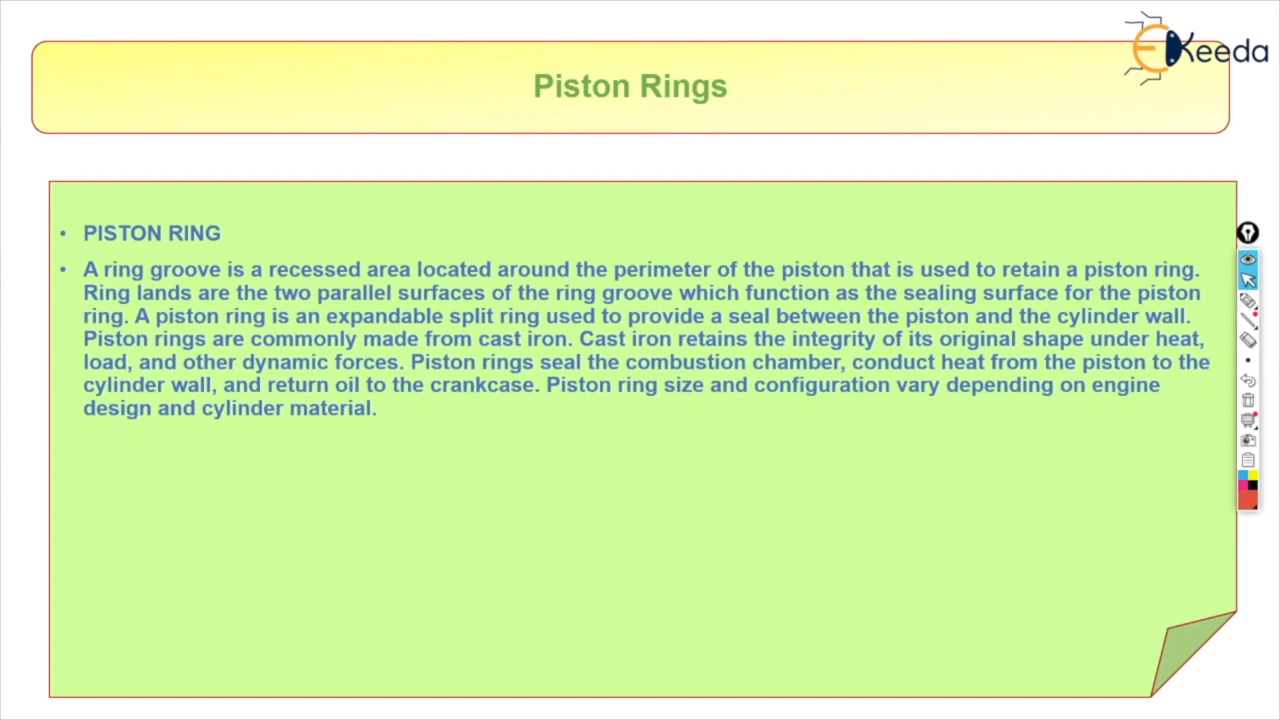 EKeeda
Piston Rings
• PISTON RING
• A ring groove is a recessed area located around the perimeter of the piston that is used to retain a piston ring.
Ring lands are the two parallel surfaces of the ring groove which function as the sealing surface for the piston
ring. A piston ring is an expandable split ring used to provide a seal between the piston and the cylinder wall.
Piston rings are commonly made from cast iron. Cast iron retains the integrity of its original shape under heat,
load, and other dynamic forces. Piston rings seal the combustion chamber, conduct heat from the piston to the
cylinder wall, and return oil to the crankcase. Piston ring size and configuration vary depending on engine
design and cylinder material.